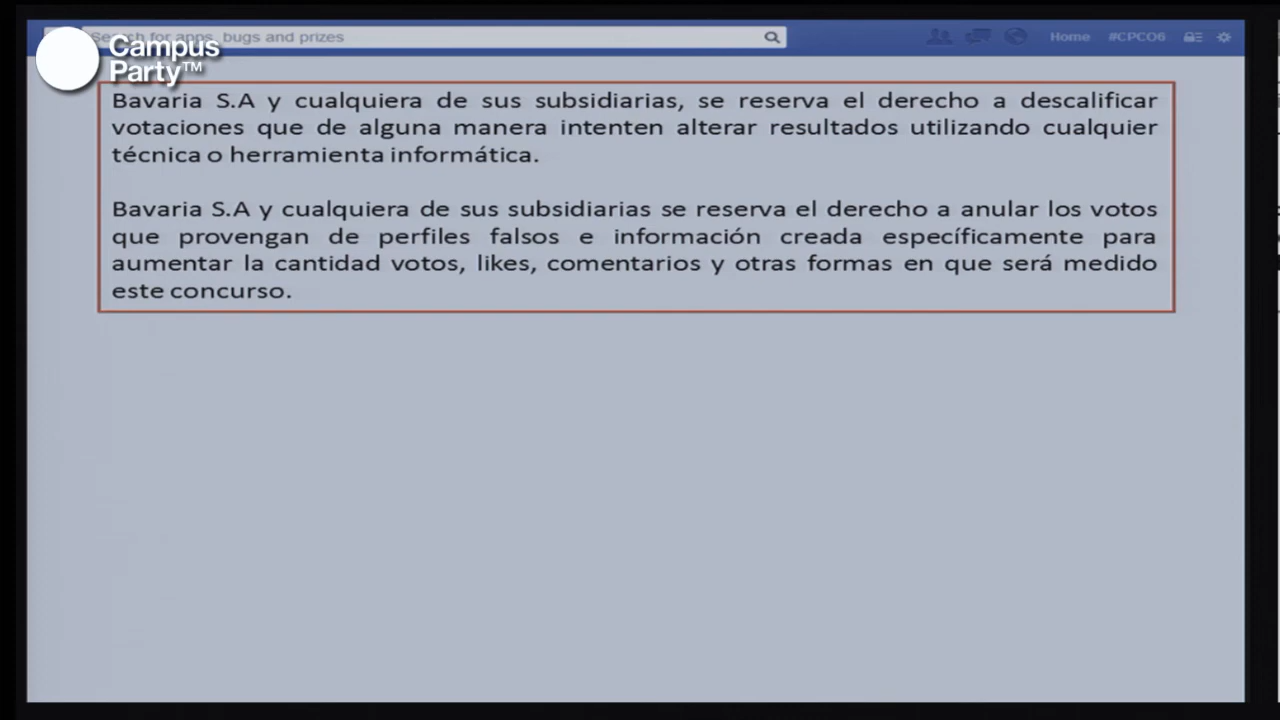 Search for apps, bugs and prizes
Home #CPCO6
Campus
Party™
Bavaria S.A y cualquiera de sus subsidiarias, se reserva el derecho a descalificar
votaciones que de alguna manera intenten alterar resultados utilizando cualquier
técnica o herramienta informática.
Bavaria S.A y cualquiera de sus subsidiarias se reserva el derecho a anular los votos
que provengan de perfiles falsos e información creada específicamente para
aumentar la cantidad votos, likes, comentarios y otras formas en que será medido
este concurso.